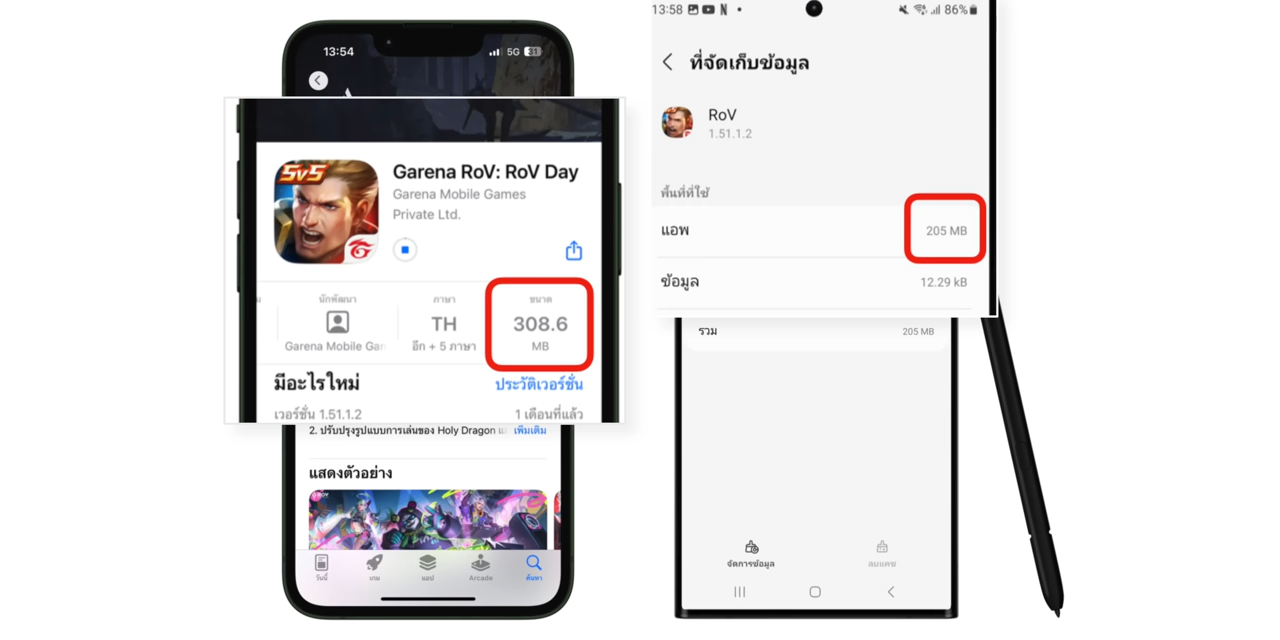 13:54
5G 31
5v5
Garena RoV: RoV Day
Garena Mobile Games
Private Ltd.
นักพัฒนา
ภาษา
ขนาด
TH
308.6
Garena Mobile Gan
อีก + 5 ภาษา
MB
มีอะไรใหม่
ประวัติเวอร์ชั่น
เวอร์ชั่น 1.51.1.2
1 เดือนที่แล้ว
2. ปรับปรุงรูปแบบการเล่นของ Holy Dragon
เพิ่มเติม
แสดงตัวอย่าง
วันนี้
เกม
แอป
Arcade
ค้นหา
13:58
86%
ที่จัดเก็บข้อมูล
RoV
1.51.1.2
พื้นที่ที่ใช้
แอพ
205 MB
ข้อมูล
12.29 kB
รวม
205 MB
จัดการข้อมูล
ลบแคช